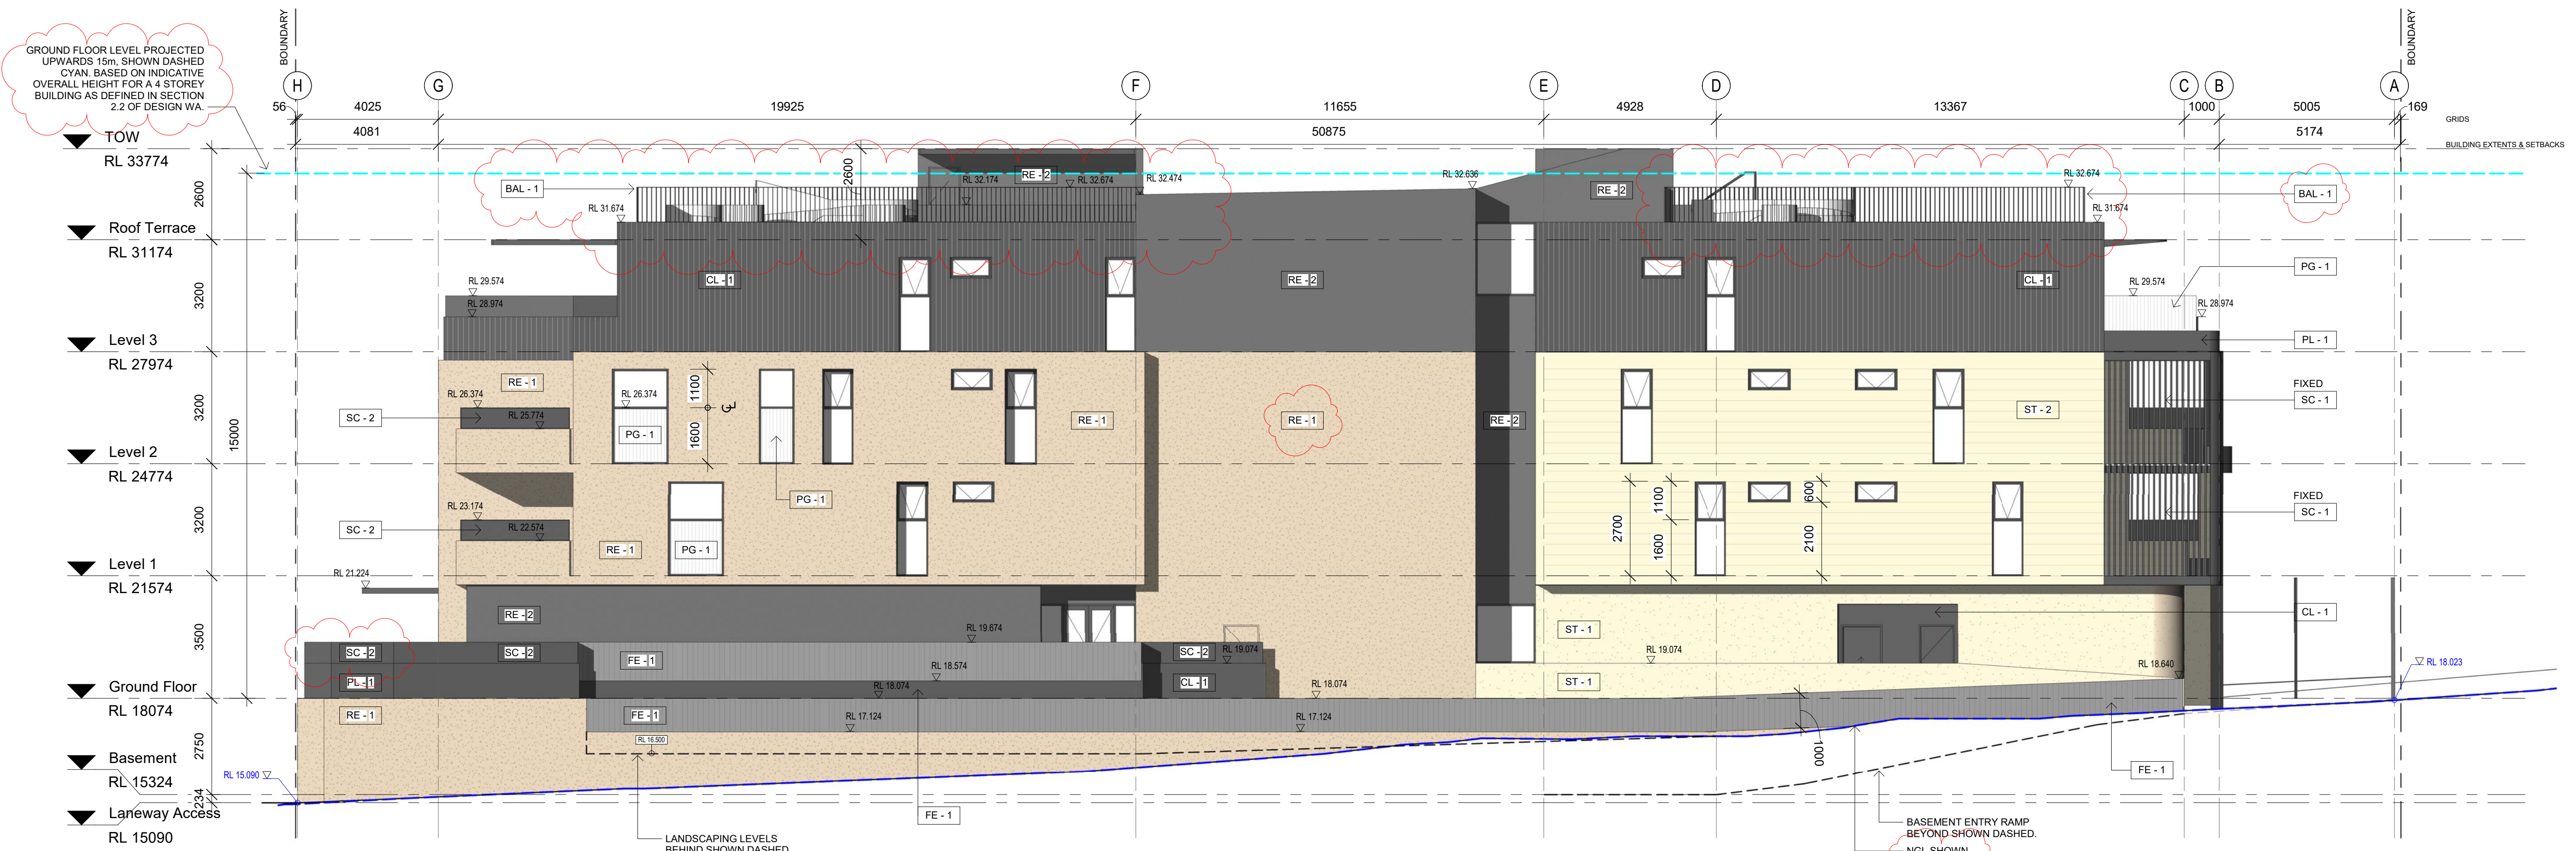 GROUND FLOOR LEVEL PROJECTED
UPWARDS 15m, SHOWN DASHED
CYAN. BASED ON INDICATIVE
OVERALL HEIGHT FOR A 4 STOREY
BUILDING AS DEFINED IN SECTION
2.2 OF DESIGN WA.
BOUNDARY
BOUNDARY
H G F E D C B A
56 4025 19925 11655 4928 13367 1000 5005 169
GRIDS
4081 50875 5174
BUILDING EXTENTS & SETBACKS
TOW
RL 33774
2600
Roof Terrace
RL 31174
3200
Level 3
RL 27974
3200
Level 2
RL 24774
3200
Level 1
RL 21574
3500
Ground Floor
RL 18074
2750
Basement
RL 15324
234
Laneway Access
RL 15090
15000
2600
RE - 2
RL 32.174
RL 32.674
RL 32.474
RL 32.636
RE - 2
RL 32.674
BAL - 1
BAL - 1
RL 31.674
RL 31.674
CL - 1
RE - 2
CL - 1
PG - 1
RL 29.574
RL 28.974
RL 29.574
RL 28.974
PL - 1
RE - 1
RL 26.374
RL 26.374
1100
1600
CL
SC - 2
RL 25.774
PG - 1
RE - 1
RE - 1
RE - 2
ST - 2
FIXED
SC - 1
PG - 1
RL 23.174
SC - 2
RL 22.574
RE - 1
PG - 1
2700
1100
1600
600
2100
FIXED
SC - 1
RL 21.224
RE - 2
RL 19.674
ST - 1
CL - 1
SC - 2
SC - 2
FE - 1
SC - 2
RL 19.074
RL 19.074
RL 18.640
RL 18.023
PL - 1
RL 18.574
RL 18.074
CL - 1
RL 18.074
ST - 1
RE - 1
FE - 1
RL 17.124
RL 17.124
1000
RL 16.500
FE - 1
RL 15.090
FE - 1
LANDSCAPING LEVELS
BEHIND SHOWN DASHED
BASEMENT ENTRY RAMP
BEYOND SHOWN DASHED.
NGL SHOWN